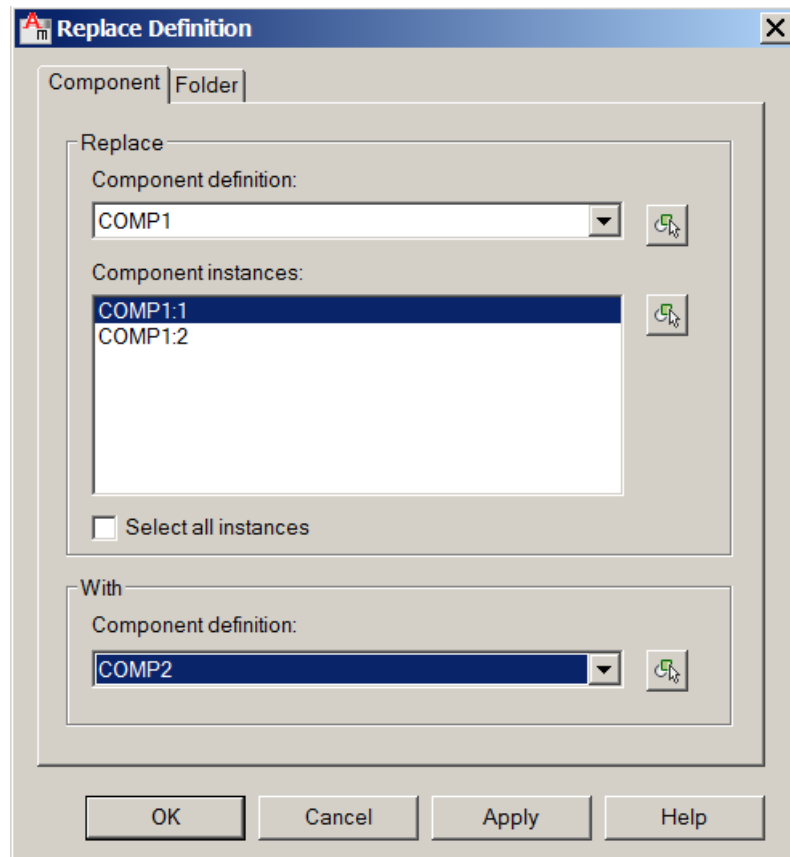 Replace Definition
Component Folder
Replace
Component definition:
COMP1
Component instances:
COMP1:1
COMP1:2
Select all instances
With
Component definition:
COMP2
OK Cancel Apply Help